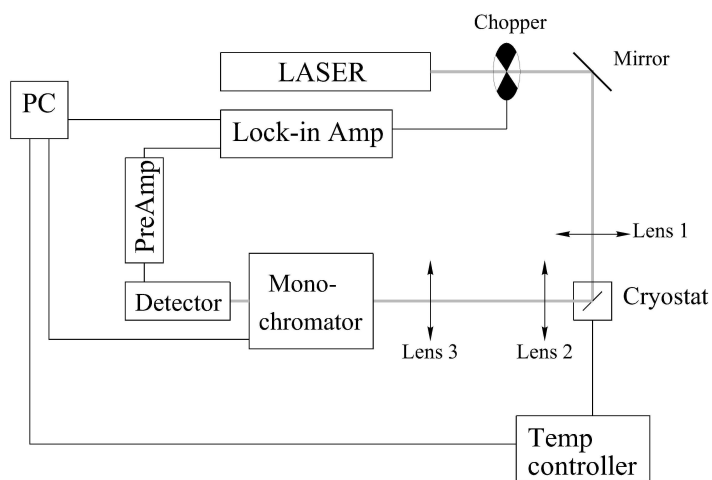 Chopper
LASER
Mirror
PC
Lock-in Amp
PreAmp
Lens 1
Detector
Mono-
chromator
Cryostat
Lens 3
Lens 2
Temp
controller